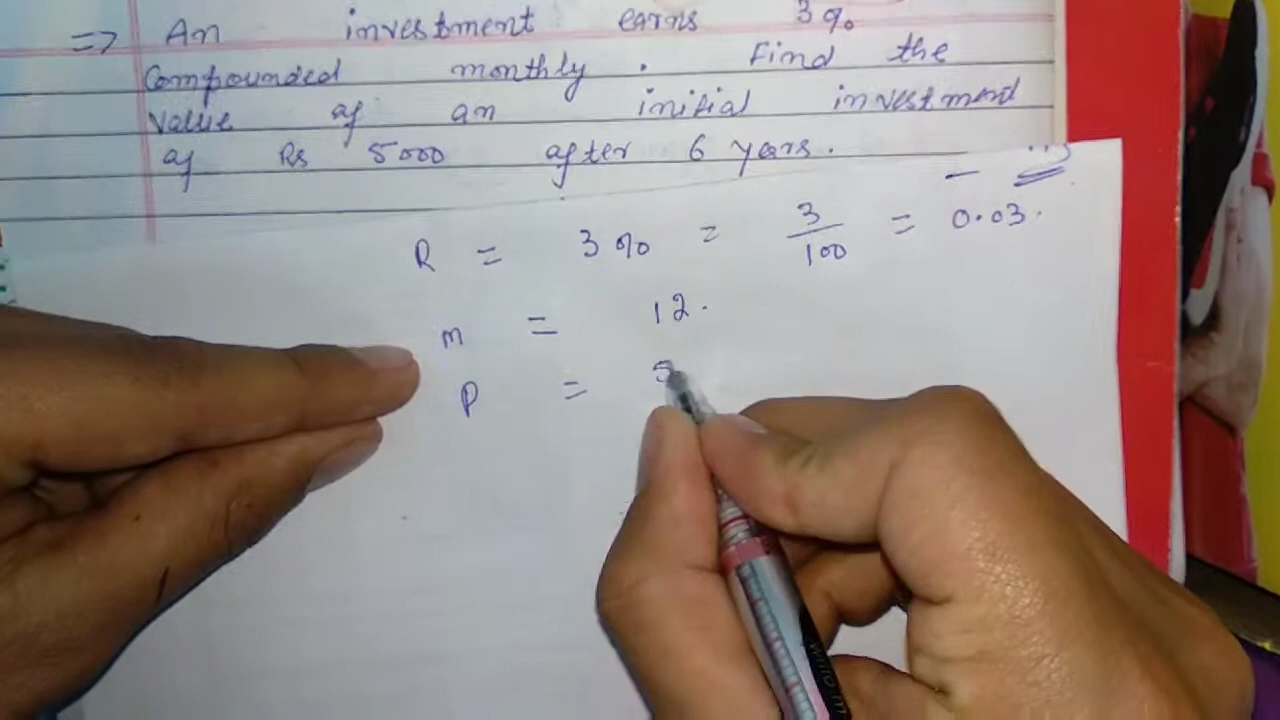 => An investment earns 3%
Compounded monthly. Find the
value of an initial investment
of Rs 5000 after 6 years.
R = 3% = 3/100 = 0.03.
m = 12.
P = 5